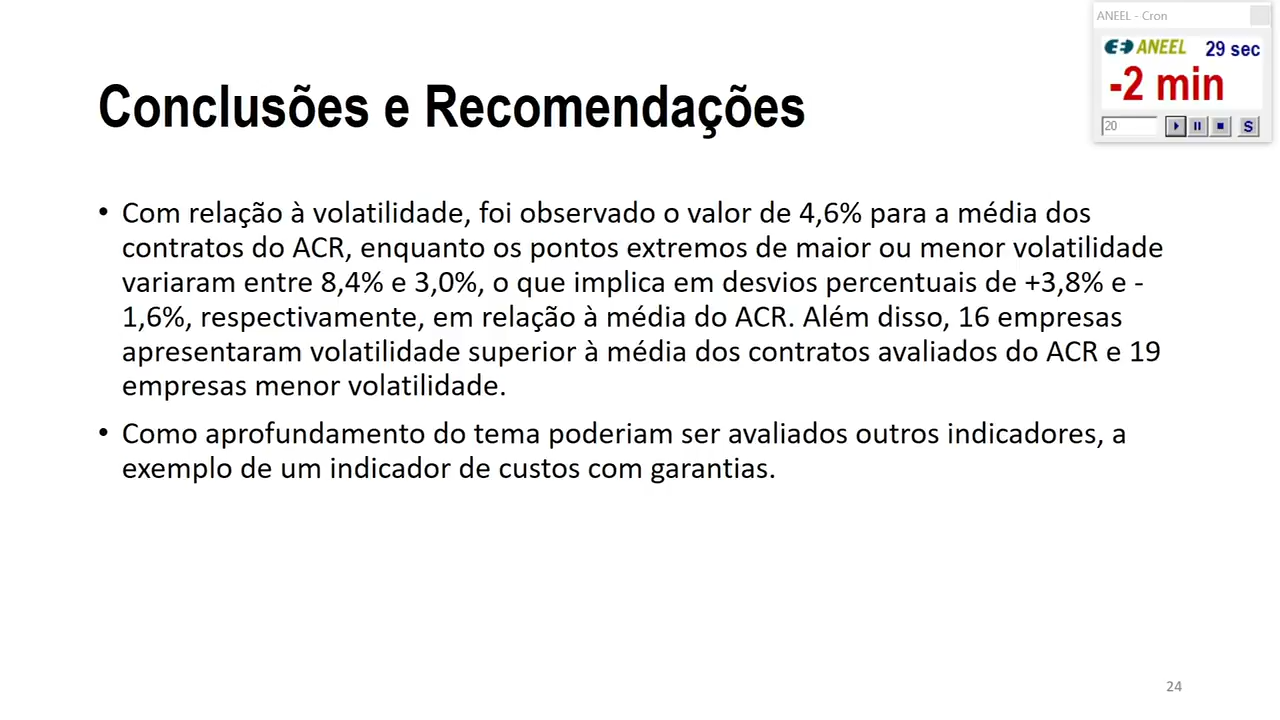 ANEEL - Cron
ANEEL 29 sec
-2 min
20
S
Conclusões e Recomendações
• Com relação à volatilidade, foi observado o valor de 4,6% para a média dos
contratos do ACR, enquanto os pontos extremos de maior ou menor volatilidade
variaram entre 8,4% e 3,0%, o que implica em desvios percentuais de +3,8% e -
1,6%, respectivamente, em relação à média do ACR. Além disso, 16 empresas
apresentaram volatilidade superior à média dos contratos avaliados do ACR e 19
empresas menor volatilidade.
• Como aprofundamento do tema poderiam ser avaliados outros indicadores, a
exemplo de um indicador de custos com garantias.
24